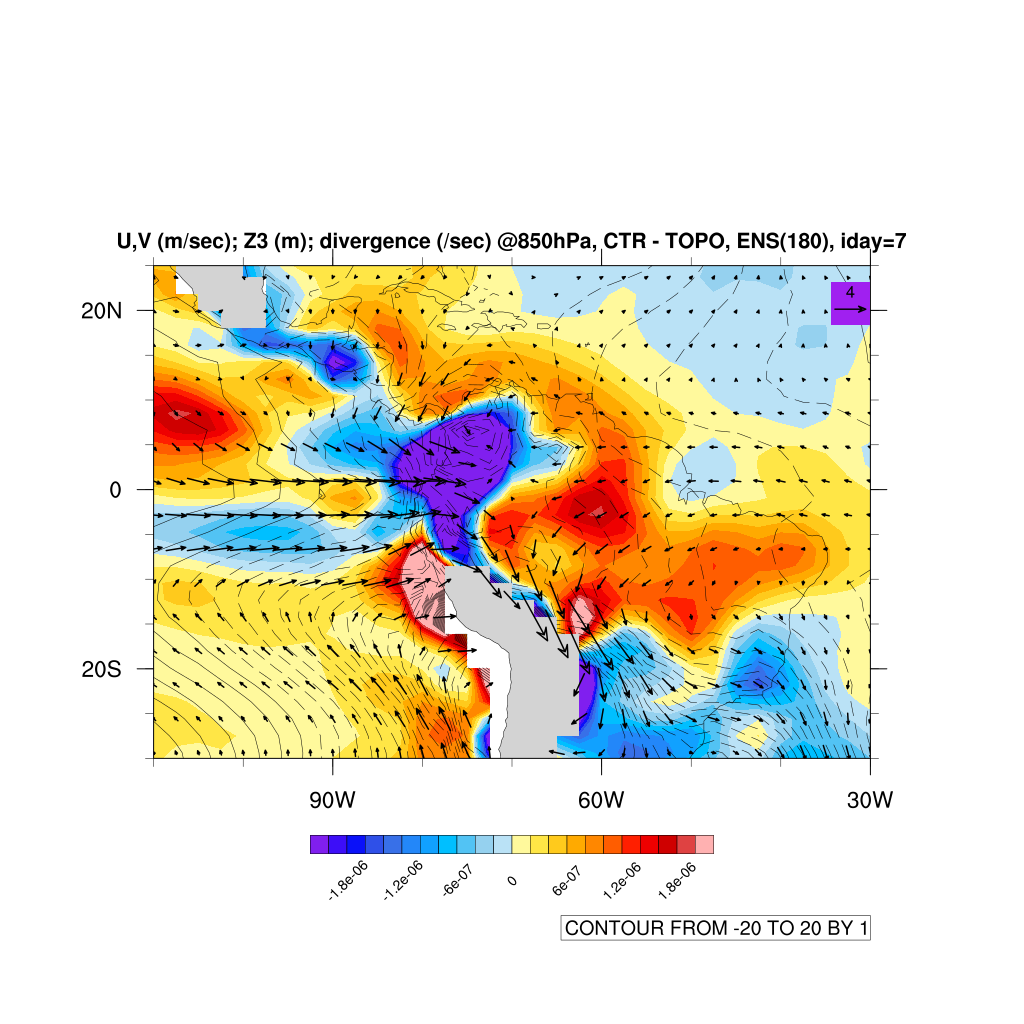 U,V (m/sec); Z3 (m); divergence (/sec) @850hPa, CTR - TOPO, ENS(180), iday=7
4
20N
0
20S
90W
60W
30W
-1.8e-06
-1.2e-06
-6e-07
0
6e-07
1.2e-06
1.8e-06
CONTOUR FROM -20 TO 20 BY 1